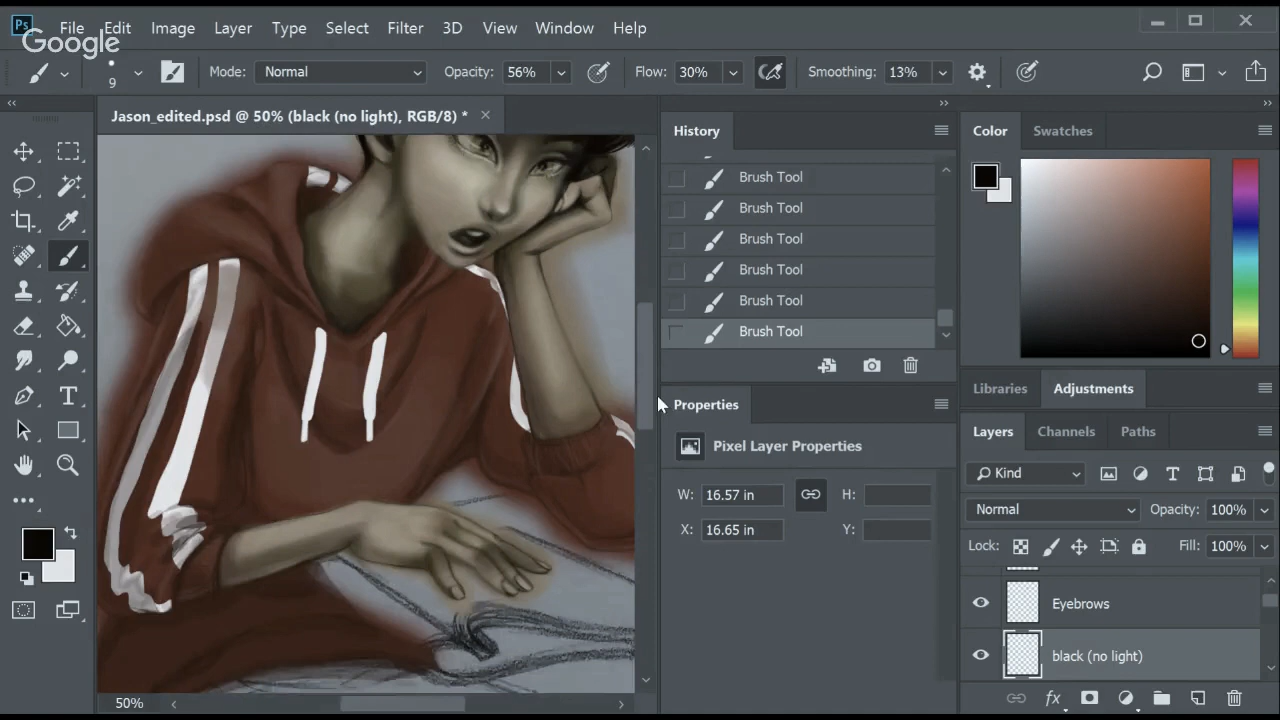 Ps File Edit Image Layer Type Select Filter 3D View Window Help
Google
9 Mode: Normal Opacity: 56% Flow: 30% Smoothing: 13%
Jason_edited.psd @ 50% (black (no light), RGB/8) *
History
Brush Tool
Brush Tool
Brush Tool
Brush Tool
Brush Tool
Brush Tool
Properties
Pixel Layer Properties
W: 16.57 in H:
X: 16.65 in Y:
Color Swatches
Libraries Adjustments
Layers Channels Paths
Kind
Normal Opacity: 100%
Lock: Fill: 100%
Eyebrows
black (no light)
fx
50%